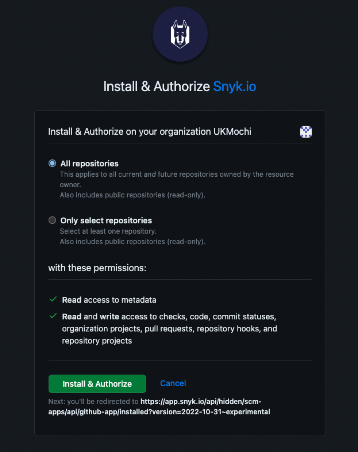 Install & Authorize Snyk.io
Install & Authorize on your organization UKMochi
All repositories
This applies to all current and future repositories owned by the resource
owner.
Also includes public repositories (read-only).
Only select repositories
Select at least one repository.
Also includes public repositories (read-only).
with these permissions:
Read access to metadata
Read and write access to checks, code, commit statuses,
organization projects, pull requests, repository hooks, and
repository projects
Install & Authorize Cancel
Next: you'll be redirected to https://app.snyk.io/api/hidden/scm-
apps/api/github-app/installed?version=2022-10-31~experimental